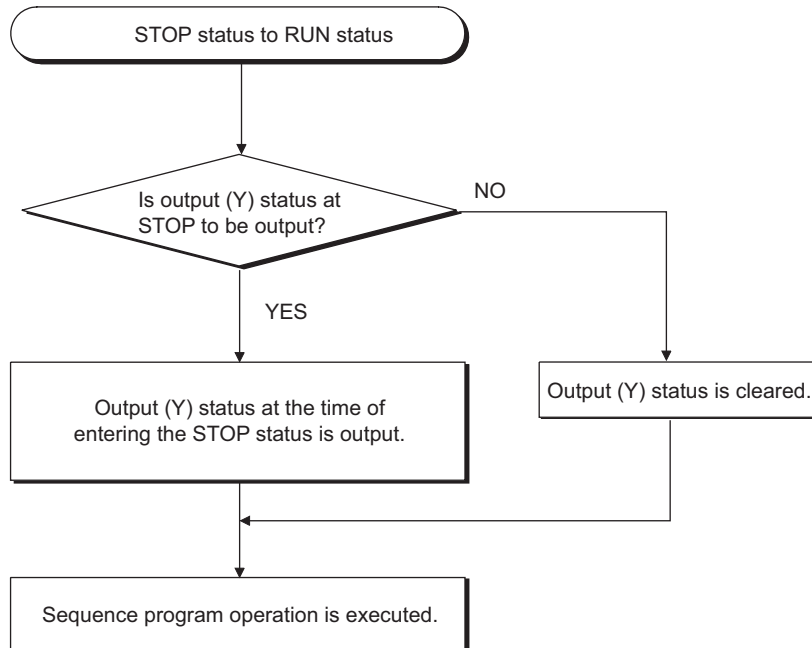 STOP status to RUN status
Is output (Y) status at
STOP to be output?
NO
YES
Output (Y) status at the time of
entering the STOP status is output.
Output (Y) status is cleared.
Sequence program operation is executed.